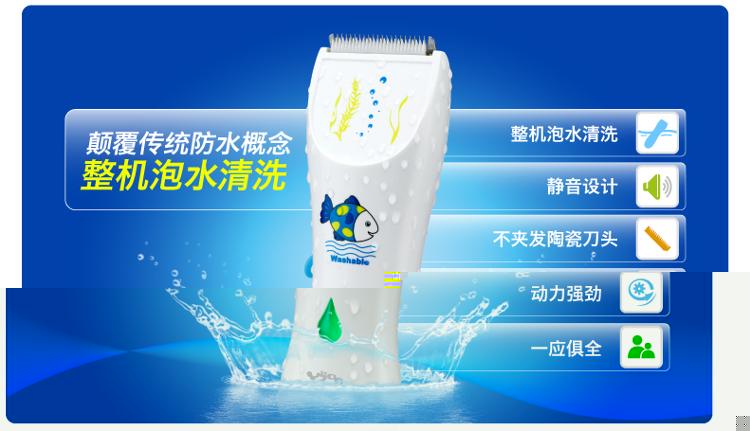 颠覆传统防水概念
整机泡水清洗
整机泡水清洗
静音设计
不夹发陶瓷刀头
动力强劲
一应俱全
Washable